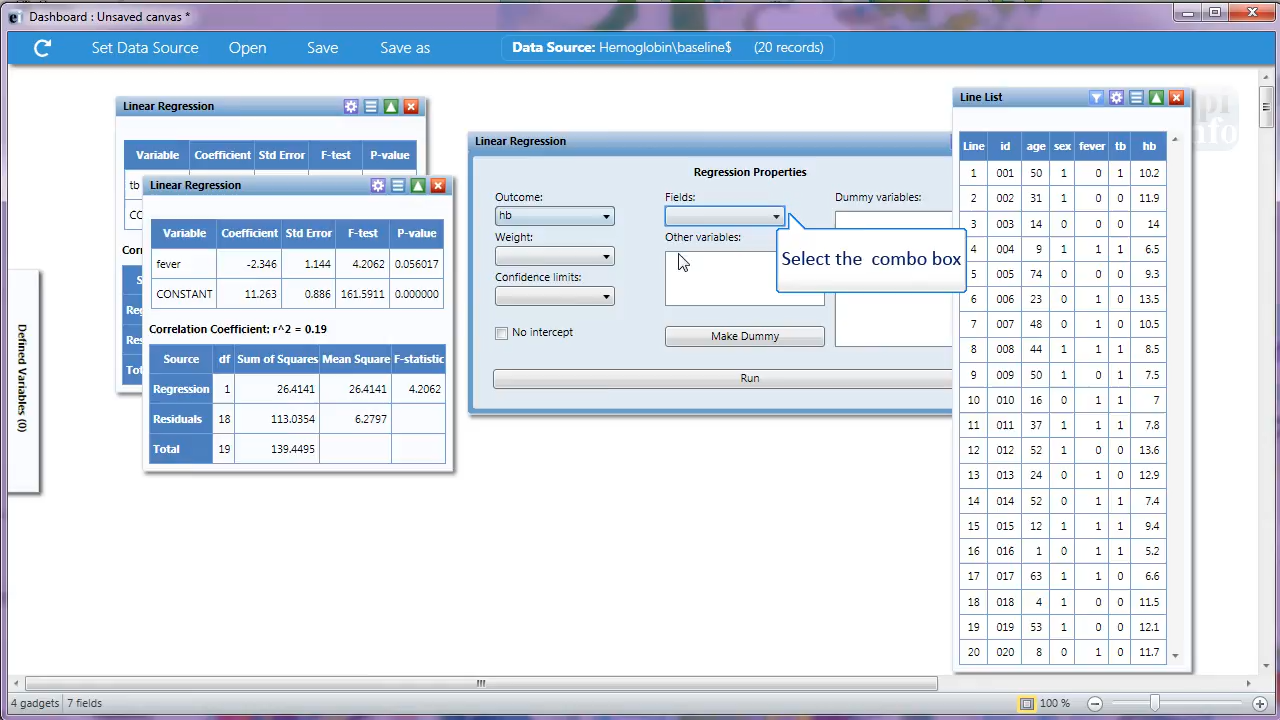 Dashboard : Unsaved canvas *
Set Data Source Open Save Save as Data Source: Hemoglobin\baseline$ (20 records)
Linear Regression
Variable Coefficient Std Error F-test P-value
tb
Linear Regression
Variable Coefficient Std Error F-test P-value
fever -2.346 1.144 4.2062 0.056017
CONSTANT 11.263 0.886 161.5911 0.000000
Correlation Coefficient: r^2 = 0.19
Source df Sum of Squares Mean Square F-statistic
Regression 1 26.4141 26.4141 4.2062
Residuals 18 113.0354 6.2797
Total 19 139.4495
Defined Variables (0)
Linear Regression
Regression Properties
Outcome: Fields: Dummy variables:
hb
Weight: Other variables:
Select the combo box
Confidence limits:
No intercept
Make Dummy
Run
Line List
Line id age sex fever tb hb
1 001 50 1 0 1 10.2
2 002 31 1 0 0 11.9
3 003 14 0 0 0 14
4 004 9 1 1 1 6.5
5 005 74 0 0 0 9.3
6 006 23 0 1 0 13.5
7 007 48 0 1 0 10.5
8 008 44 1 1 1 8.5
9 009 50 1 0 1 7.5
10 010 16 0 1 1 7
11 011 37 1 1 1 7.8
12 012 52 1 0 0 13.6
13 013 24 0 1 0 12.9
14 014 52 0 1 1 7.4
15 015 12 1 1 1 9.4
16 016 1 0 1 1 5.2
17 017 63 1 1 0 6.6
18 018 4 1 0 0 11.5
19 019 53 1 0 0 12.1
20 020 8 0 1 0 11.7
4 gadgets 7 fields 100 %